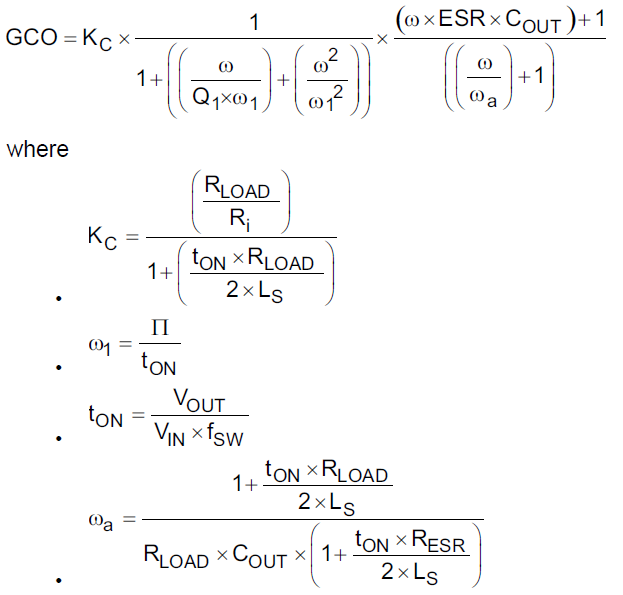 GCO = K_C × 1 / (1 + ((ω / (Q_1 × ω_1)) + (ω^2 / ω_1^2))) × ((ω × ESR × C_OUT) + 1) / ((ω / ω_a) + 1)
where
• K_C = (R_LOAD / R_i) / (1 + (t_ON × R_LOAD / (2 × L_S)))
• ω_1 = Π / t_ON
• t_ON = V_OUT / (V_IN × f_SW)
• ω_a = (1 + t_ON × R_LOAD / (2 × L_S)) / (R_LOAD × C_OUT × (1 + t_ON × R_ESR / (2 × L_S)))